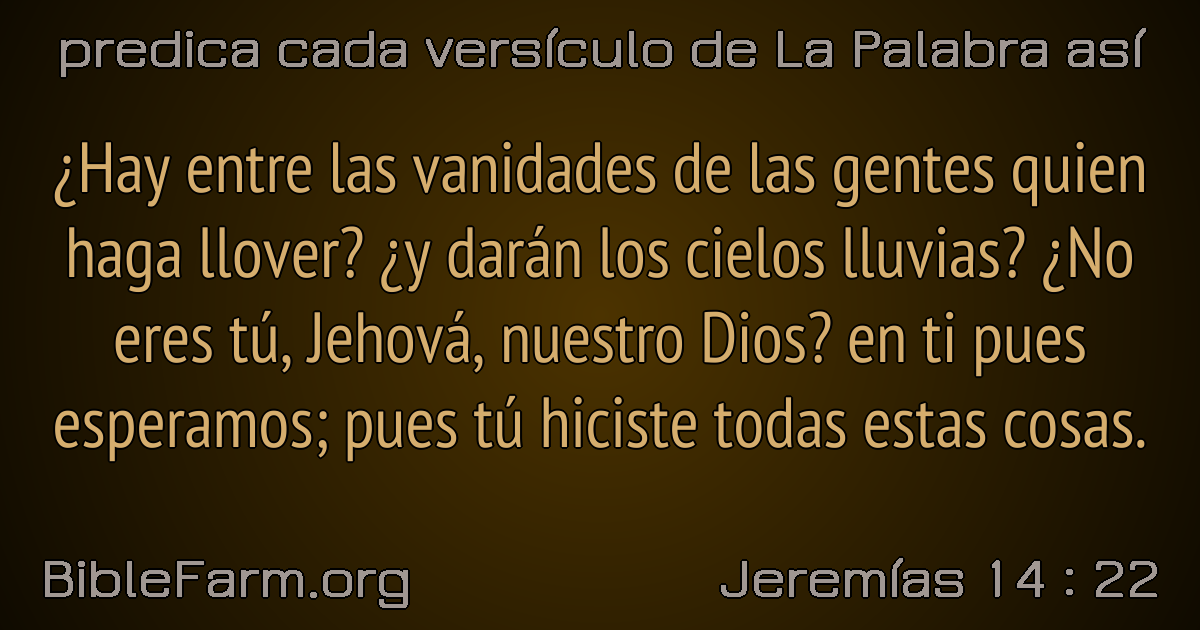 predica cada versículo de La Palabra así
¿Hay entre las vanidades de las gentes quien
haga llover? ¿y darán los cielos lluvias? ¿No
eres tú, Jehová, nuestro Dios? en ti pues
esperamos; pues tú hiciste todas estas cosas.
BibleFarm.org
Jeremías 14 : 22